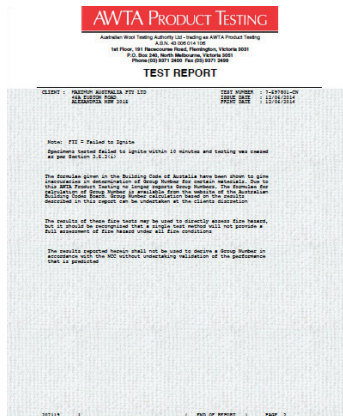 AWTA PRODUCT TESTING
Australian Wool Testing Authority Ltd - trading as AWTA Product Testing
A.B.N. 43 006 014 106
1st Floor, 191 Racecourse Road, Flemington, Victoria 3031
P.O. Box 240, North Melbourne, Victoria 3051
Phone (03) 9371 2400 Fax (03) 9371 2499
TEST REPORT
CLIENT : MAXIMUM AUSTRALIA PTY LTD TEST NUMBER : 7-597801-CN
44A HUNTER ROAD ISSUE DATE : 12/06/2014
ALEXANDRIA NSW 2015 PRINT DATE : 12/06/2014
Note: FTI = Failed to Ignite
Specimens tested failed to ignite within 10 minutes and testing was ceased
as per Section
The formulae given in the Building Code of Australia have been shown to give
inaccuracies in determination of Group Number for certain materials. Due to
this AWTA Product Testing no longer reports Group Numbers. The formulae for
calculation of Group Number is available from the website of the Australian
Building Codes Board. Group Number calculation based on the results
described in this report can be undertaken at the clients discretion
The results of these fire tests may be used to directly assess fire hazard,
but it should be recognised that a single test method will not provide a
full assessment of fire hazard under all fire conditions
The results reported herein shall not be used to derive a Group Number in
accordance with the NCC without undertaking validation of the performance
that is predicted
END OF REPORT PAGE 2